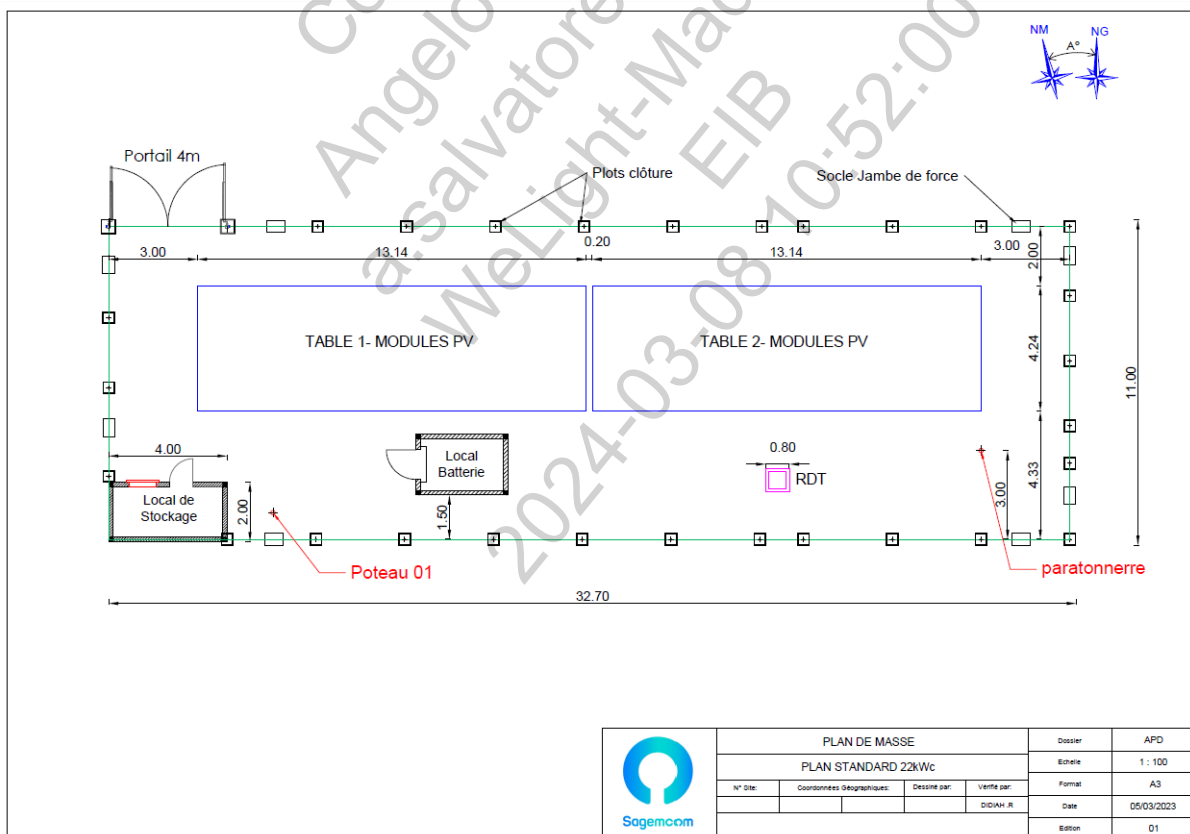 NM
NG
A°
Portail 4m
Plots clôture
Socle Jambe de force
3.00
13.14
0.20
13.14
3.00
2.00
TABLE 1- MODULES PV
TABLE 2- MODULES PV
4.24
11.00
4.00
Local
Batterie
0.80
RDT
Local de
Stockage
2.00
1.50
3.00
4.33
Poteau 01
paratonnerre
32.70
Angelo
a.salvatore
WeLight-Mad
EIB
2024-03-08 10:52:00
Sagemcom
PLAN DE MASSE
PLAN STANDARD 22kWc
N° Site:
Coordonnées Géographiques:
Dessiné par:
Vérifié par:
DIDIAH .R
Dossier
APD
Echelle
1 : 100
Format
A3
Date
05/03/2023
Edition
01